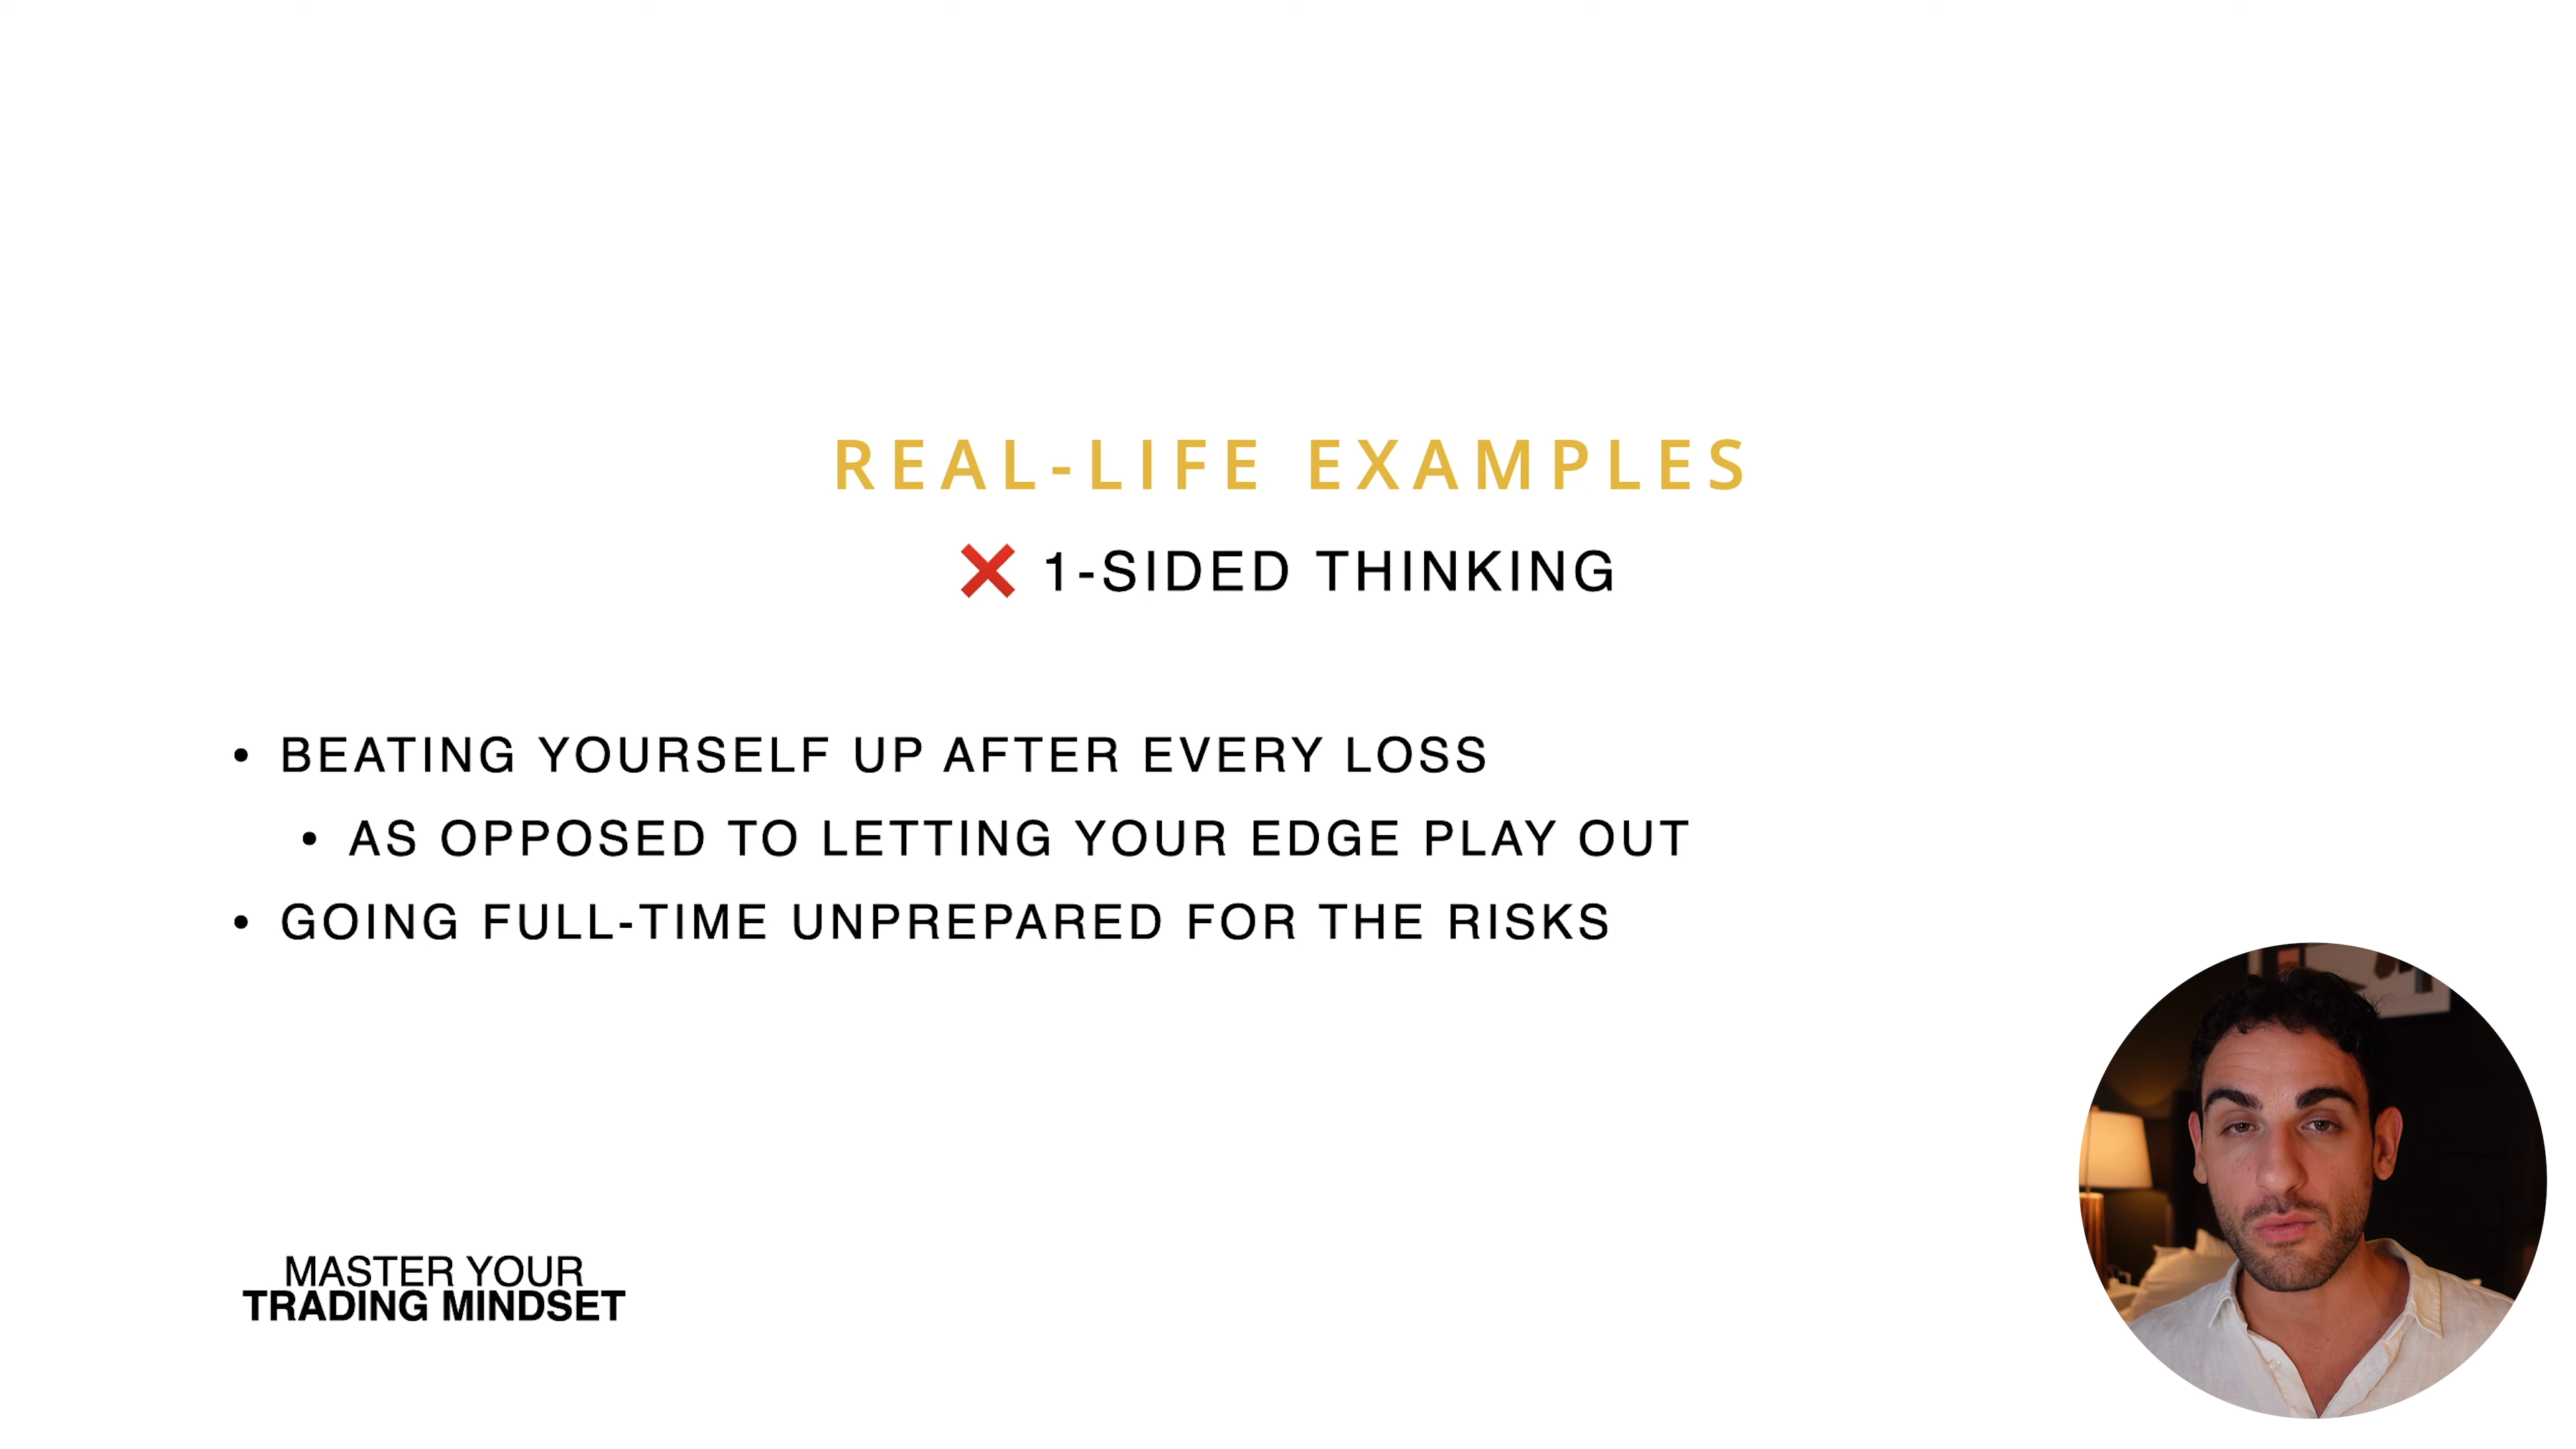 REAL-LIFE EXAMPLES
❌ 1-SIDED THINKING
• BEATING YOURSELF UP AFTER EVERY LOSS
• AS OPPOSED TO LETTING YOUR EDGE PLAY OUT
• GOING FULL-TIME UNPREPARED FOR THE RISKS
MASTER YOUR
TRADING MINDSET